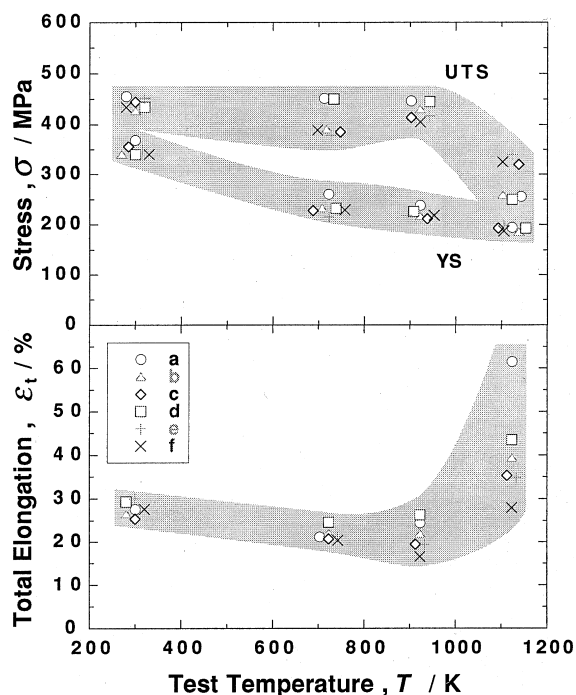 600
500
400
300
200
100
0
Stress , σ / MPa
UTS
YS
60
50
40
30
20
10
0
Total Elongation , εt / %
a
b
c
d
e
f
200
400
600
800
1000
1200
Test Temperature , T / K